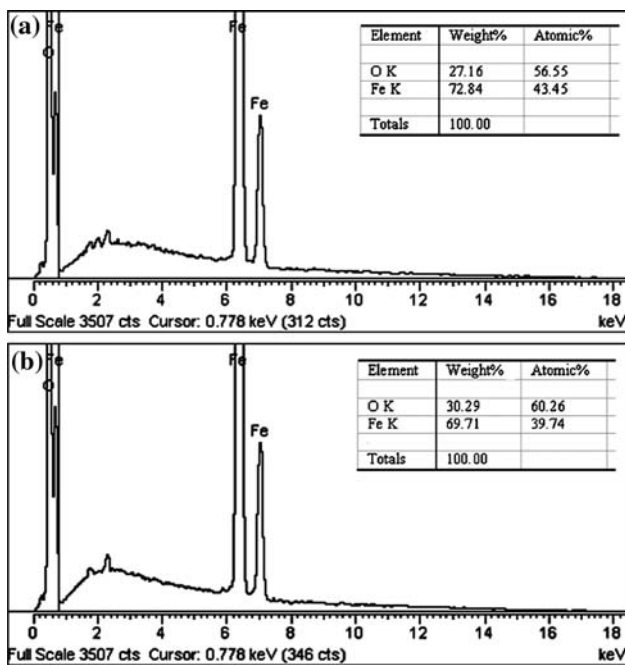 (a) Fe Fe
O
Fe
Element Weight% Atomic%
O K 27.16 56.55
Fe K 72.84 43.45
Totals 100.00
0 2 4 6 8 10 12 14 16 18
Full Scale 3507 cts Cursor: 0.778 keV (312 cts) keV
(b) Fe Fe
O
Fe
Element Weight% Atomic%
O K 30.29 60.26
Fe K 69.71 39.74
Totals 100.00
0 2 4 6 8 10 12 14 16 18
Full Scale 3507 cts Cursor: 0.778 keV (346 cts) keV